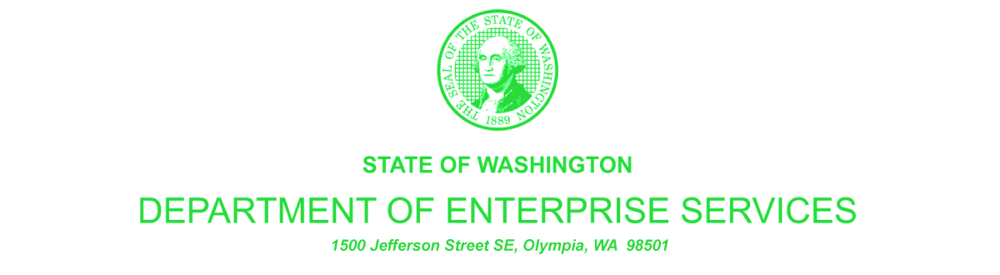 THE SEAL OF THE STATE OF WASHINGTON
1889
STATE OF WASHINGTON
DEPARTMENT OF ENTERPRISE SERVICES
1500 Jefferson Street SE, Olympia, WA  98501